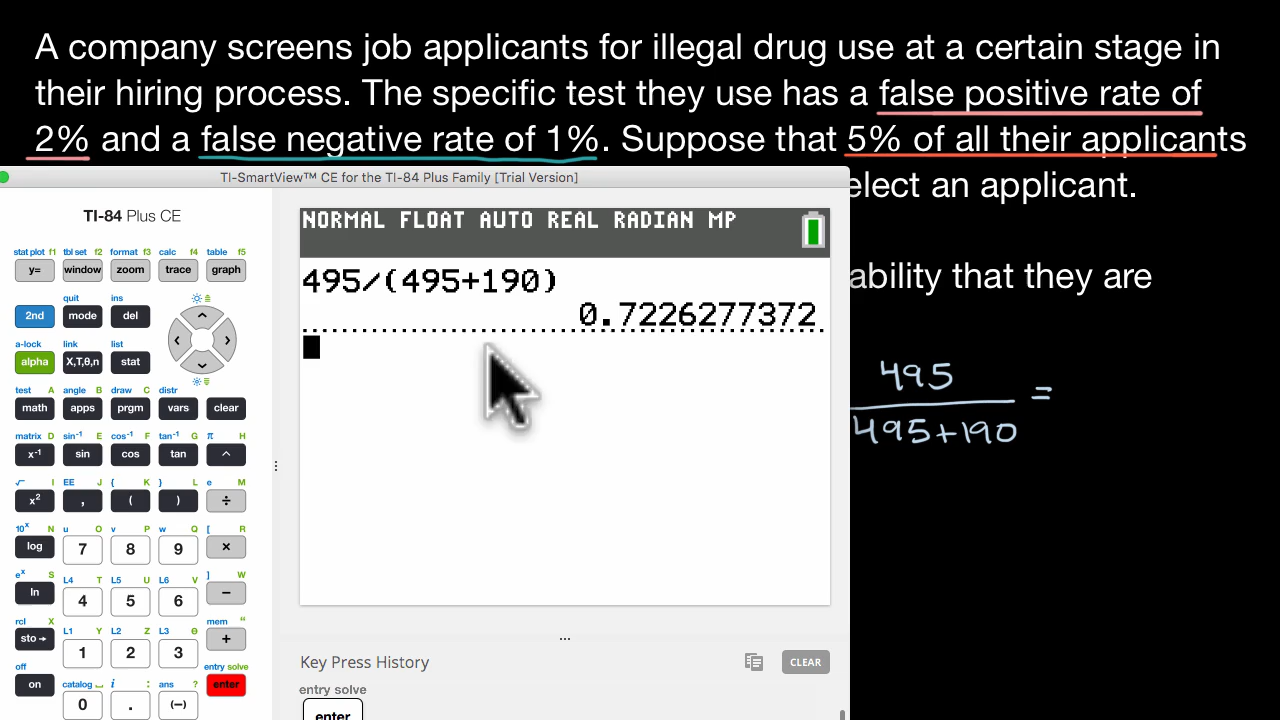 A company screens job applicants for illegal drug use at a certain stage in
their hiring process. The specific test they use has a false positive rate of
2% and a false negative rate of 1%. Suppose that 5% of all their applicants
TI-SmartView™ CE for the TI-84 Plus Family [Trial Version]
elect an applicant.
ability that they are
495
495+190
=
TI-84 Plus CE
NORMAL FLOAT AUTO REAL RADIAN MP
495/(495+190)
0.7226277372
stat plot f1 tbl set f2 format f3 calc f4 table f5
y= window zoom trace graph
quit ins
2nd mode del
a-lock link list
alpha X,T,θ,n stat
test A angle B draw C distr
math apps prgm vars clear
matrix D sin⁻¹ E cos⁻¹ F tan⁻¹ G π H
x⁻¹ sin cos tan ^
√ I EE J { K } L e M
x² , ( ) ÷
10ˣ N u O v P w Q [ R
log 7 8 9 ×
eˣ S L4 T L5 U L6 V ] W
ln 4 5 6 −
rcl X L1 Y L2 Z L3 θ mem "
sto→ 1 2 3 +
off catalog ⎵ i : ans ? entry solve
on 0 . (−) enter
Key Press History
CLEAR
entry solve
enter